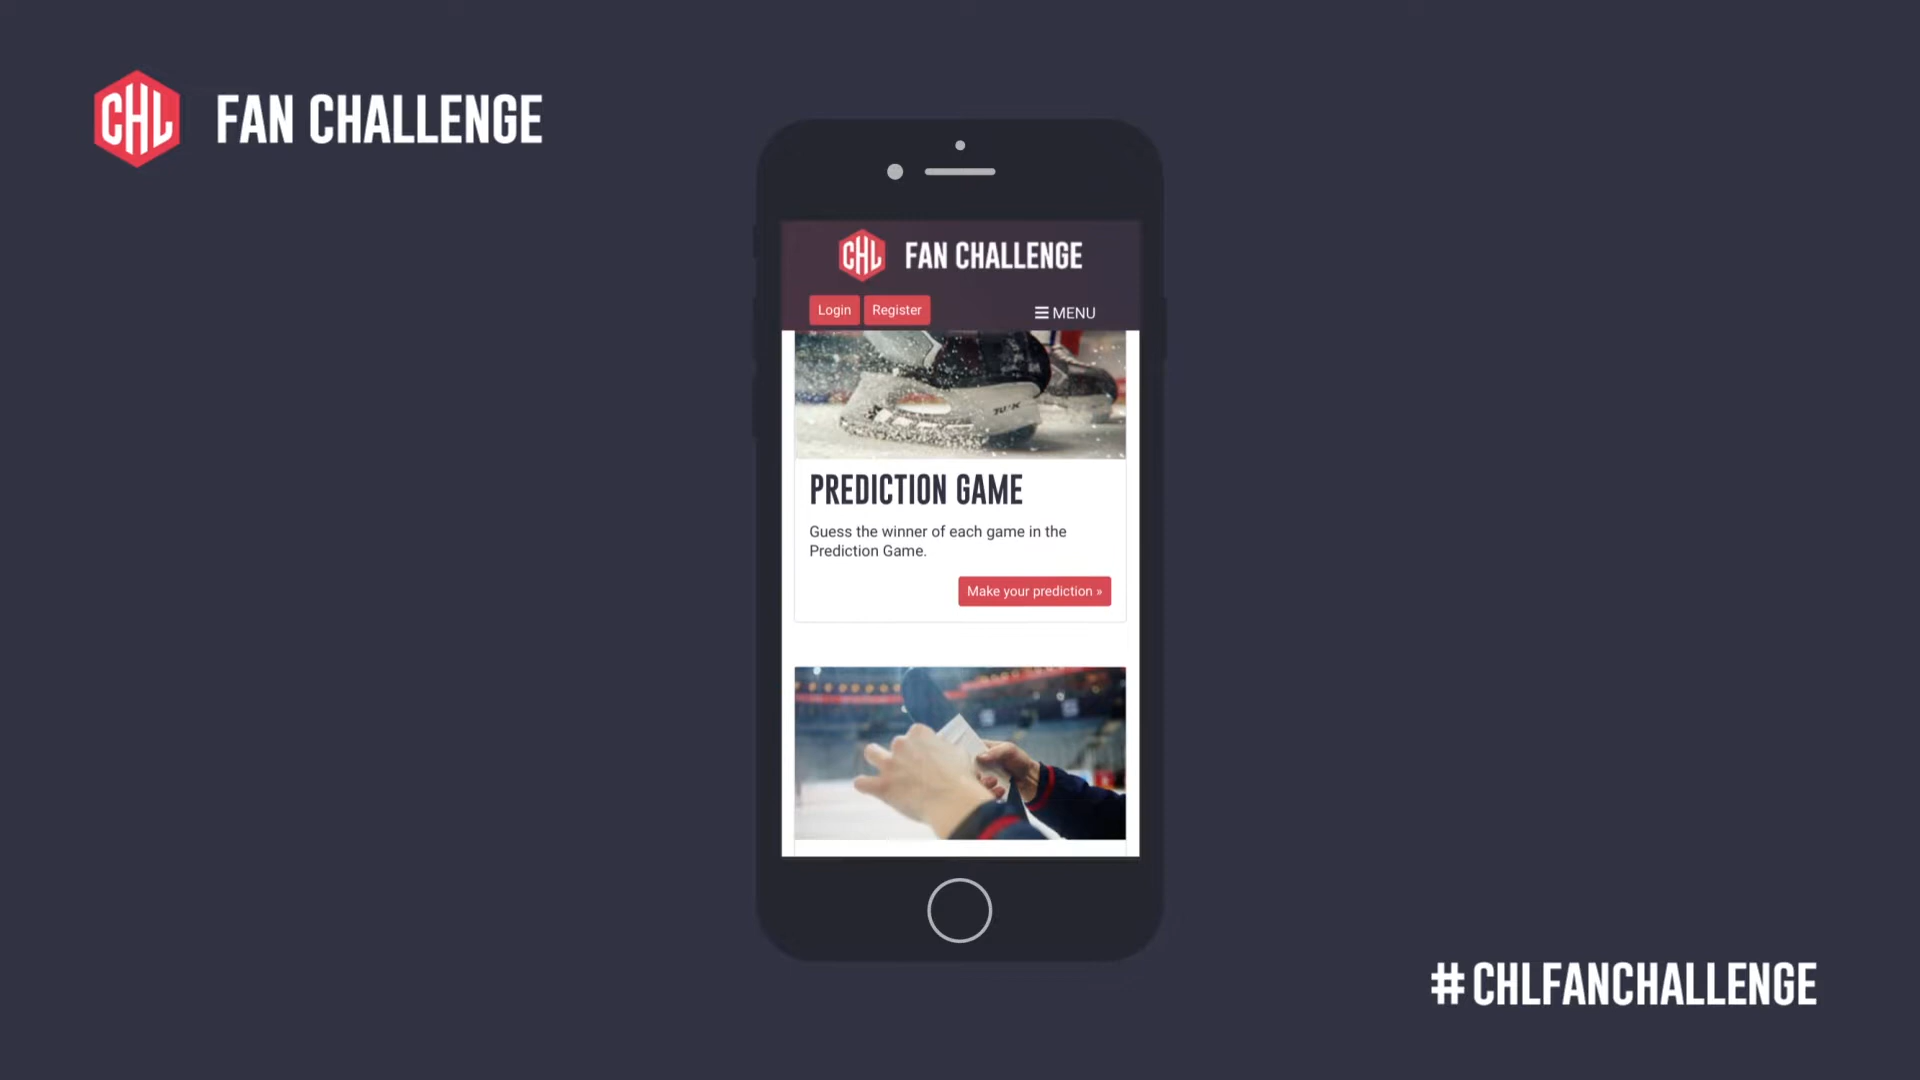 CHL FAN CHALLENGE
CHL FAN CHALLENGE
Login Register ☰ MENU
TUUK
PREDICTION GAME
Guess the winner of each game in the
Prediction Game.
Make your prediction »
#CHLFANCHALLENGE